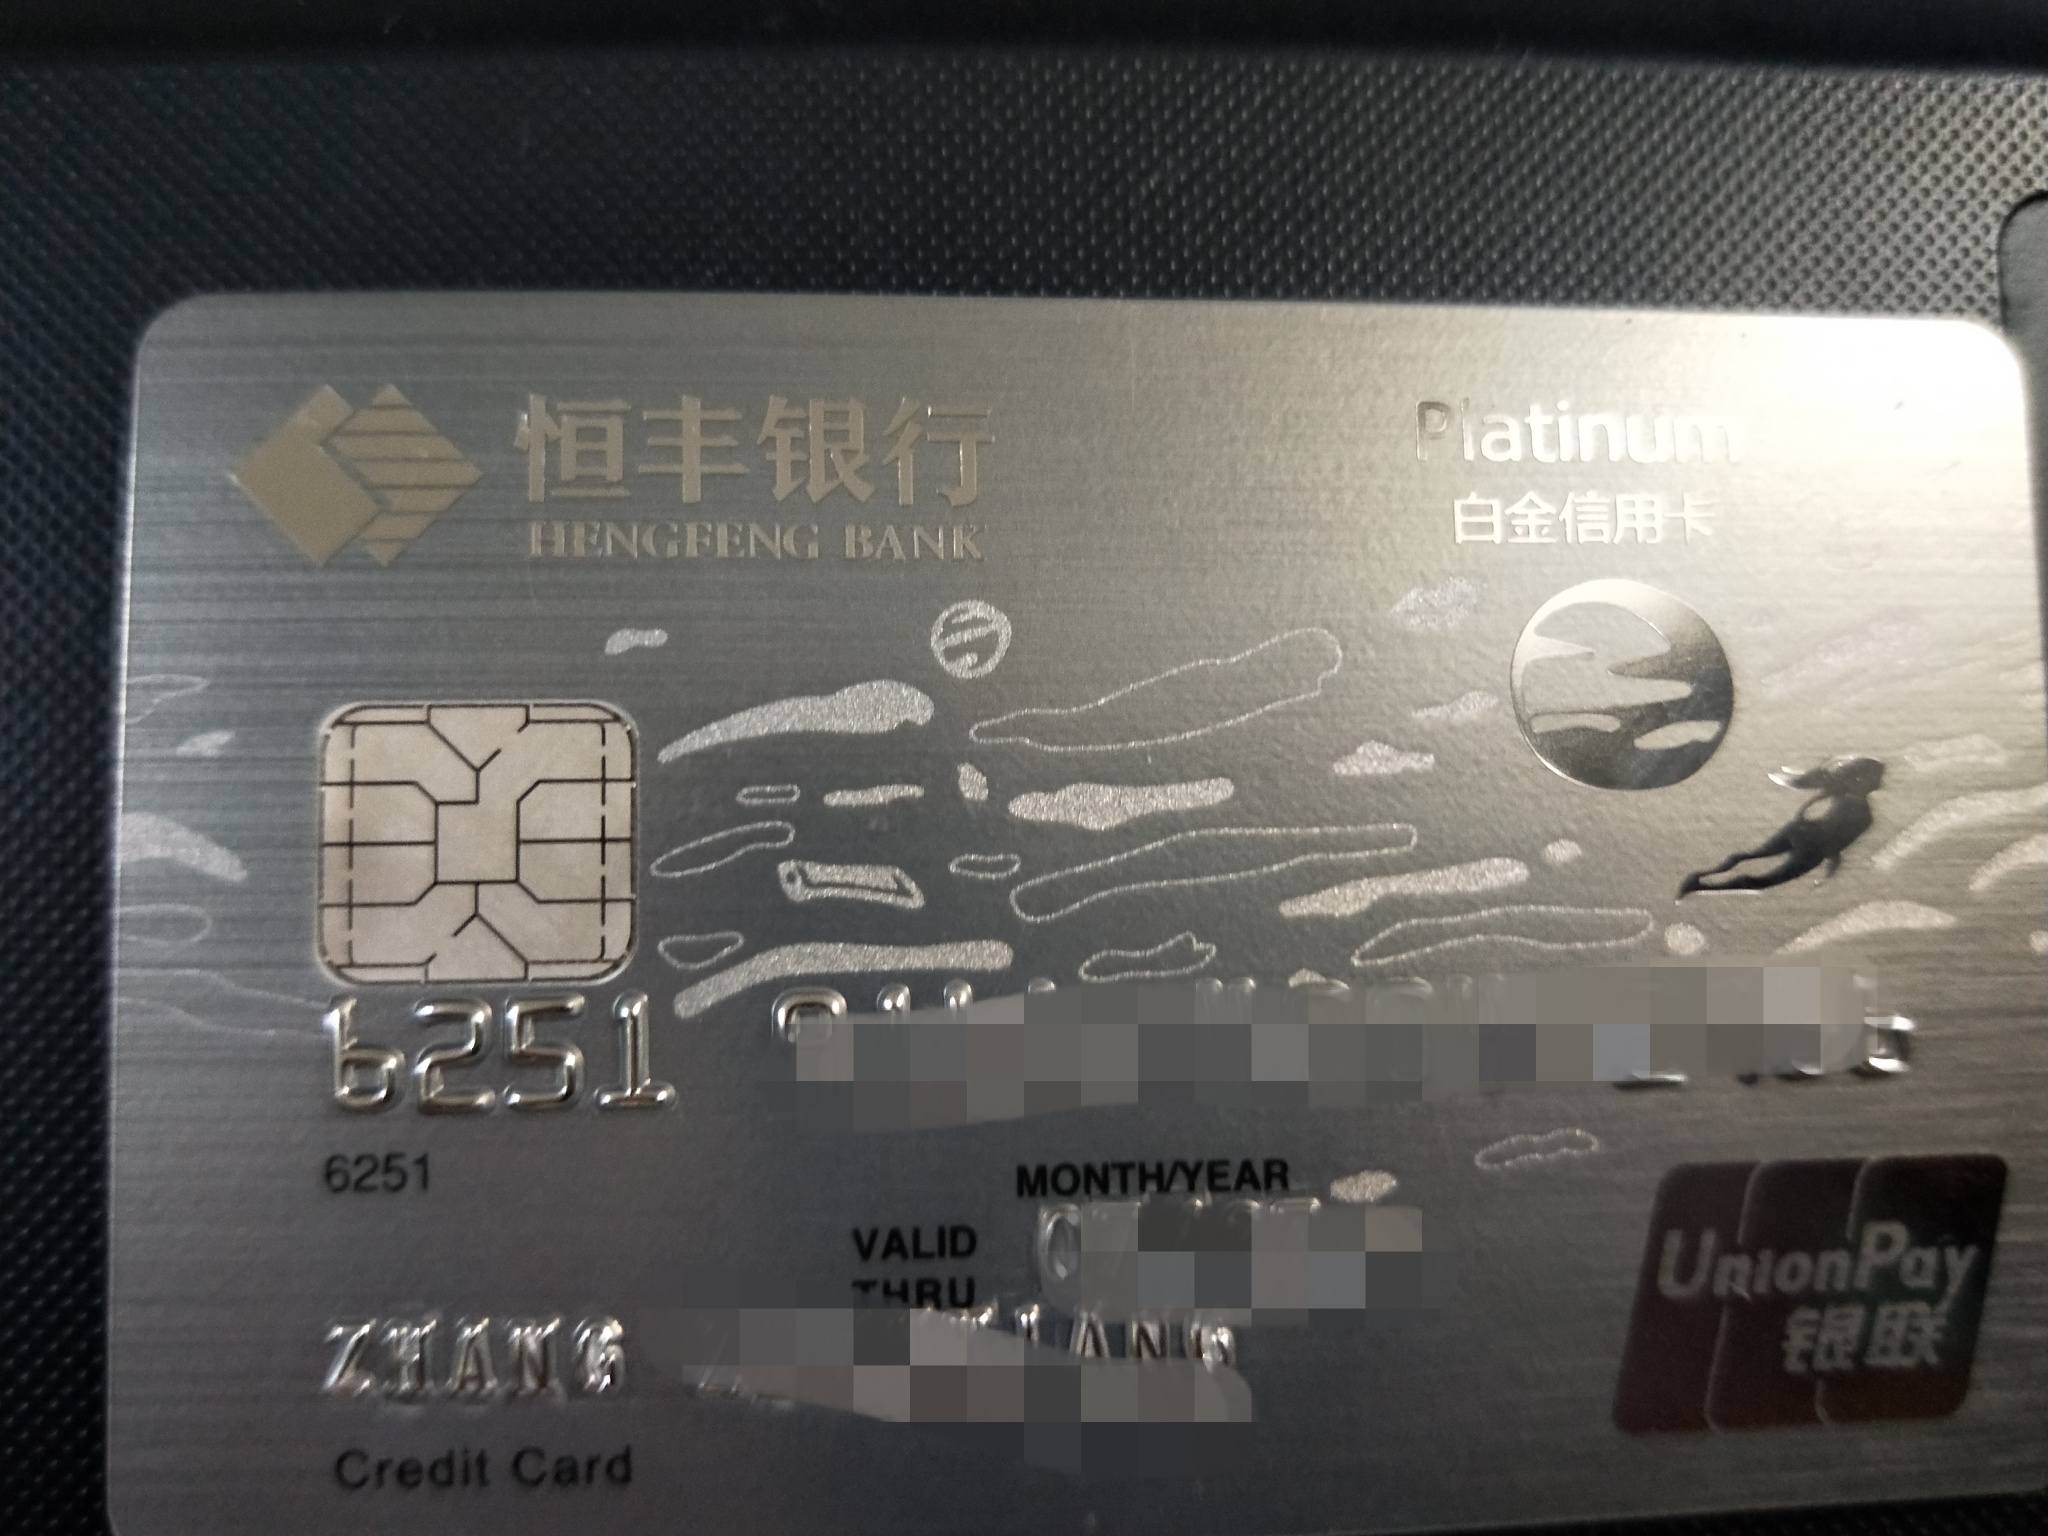 恒丰银行
HENGFENG BANK
Platinum
白金信用卡
6251
6251
MONTH/YEAR
VALID
THRU
ZHANG
Credit Card
UnionPay
银联